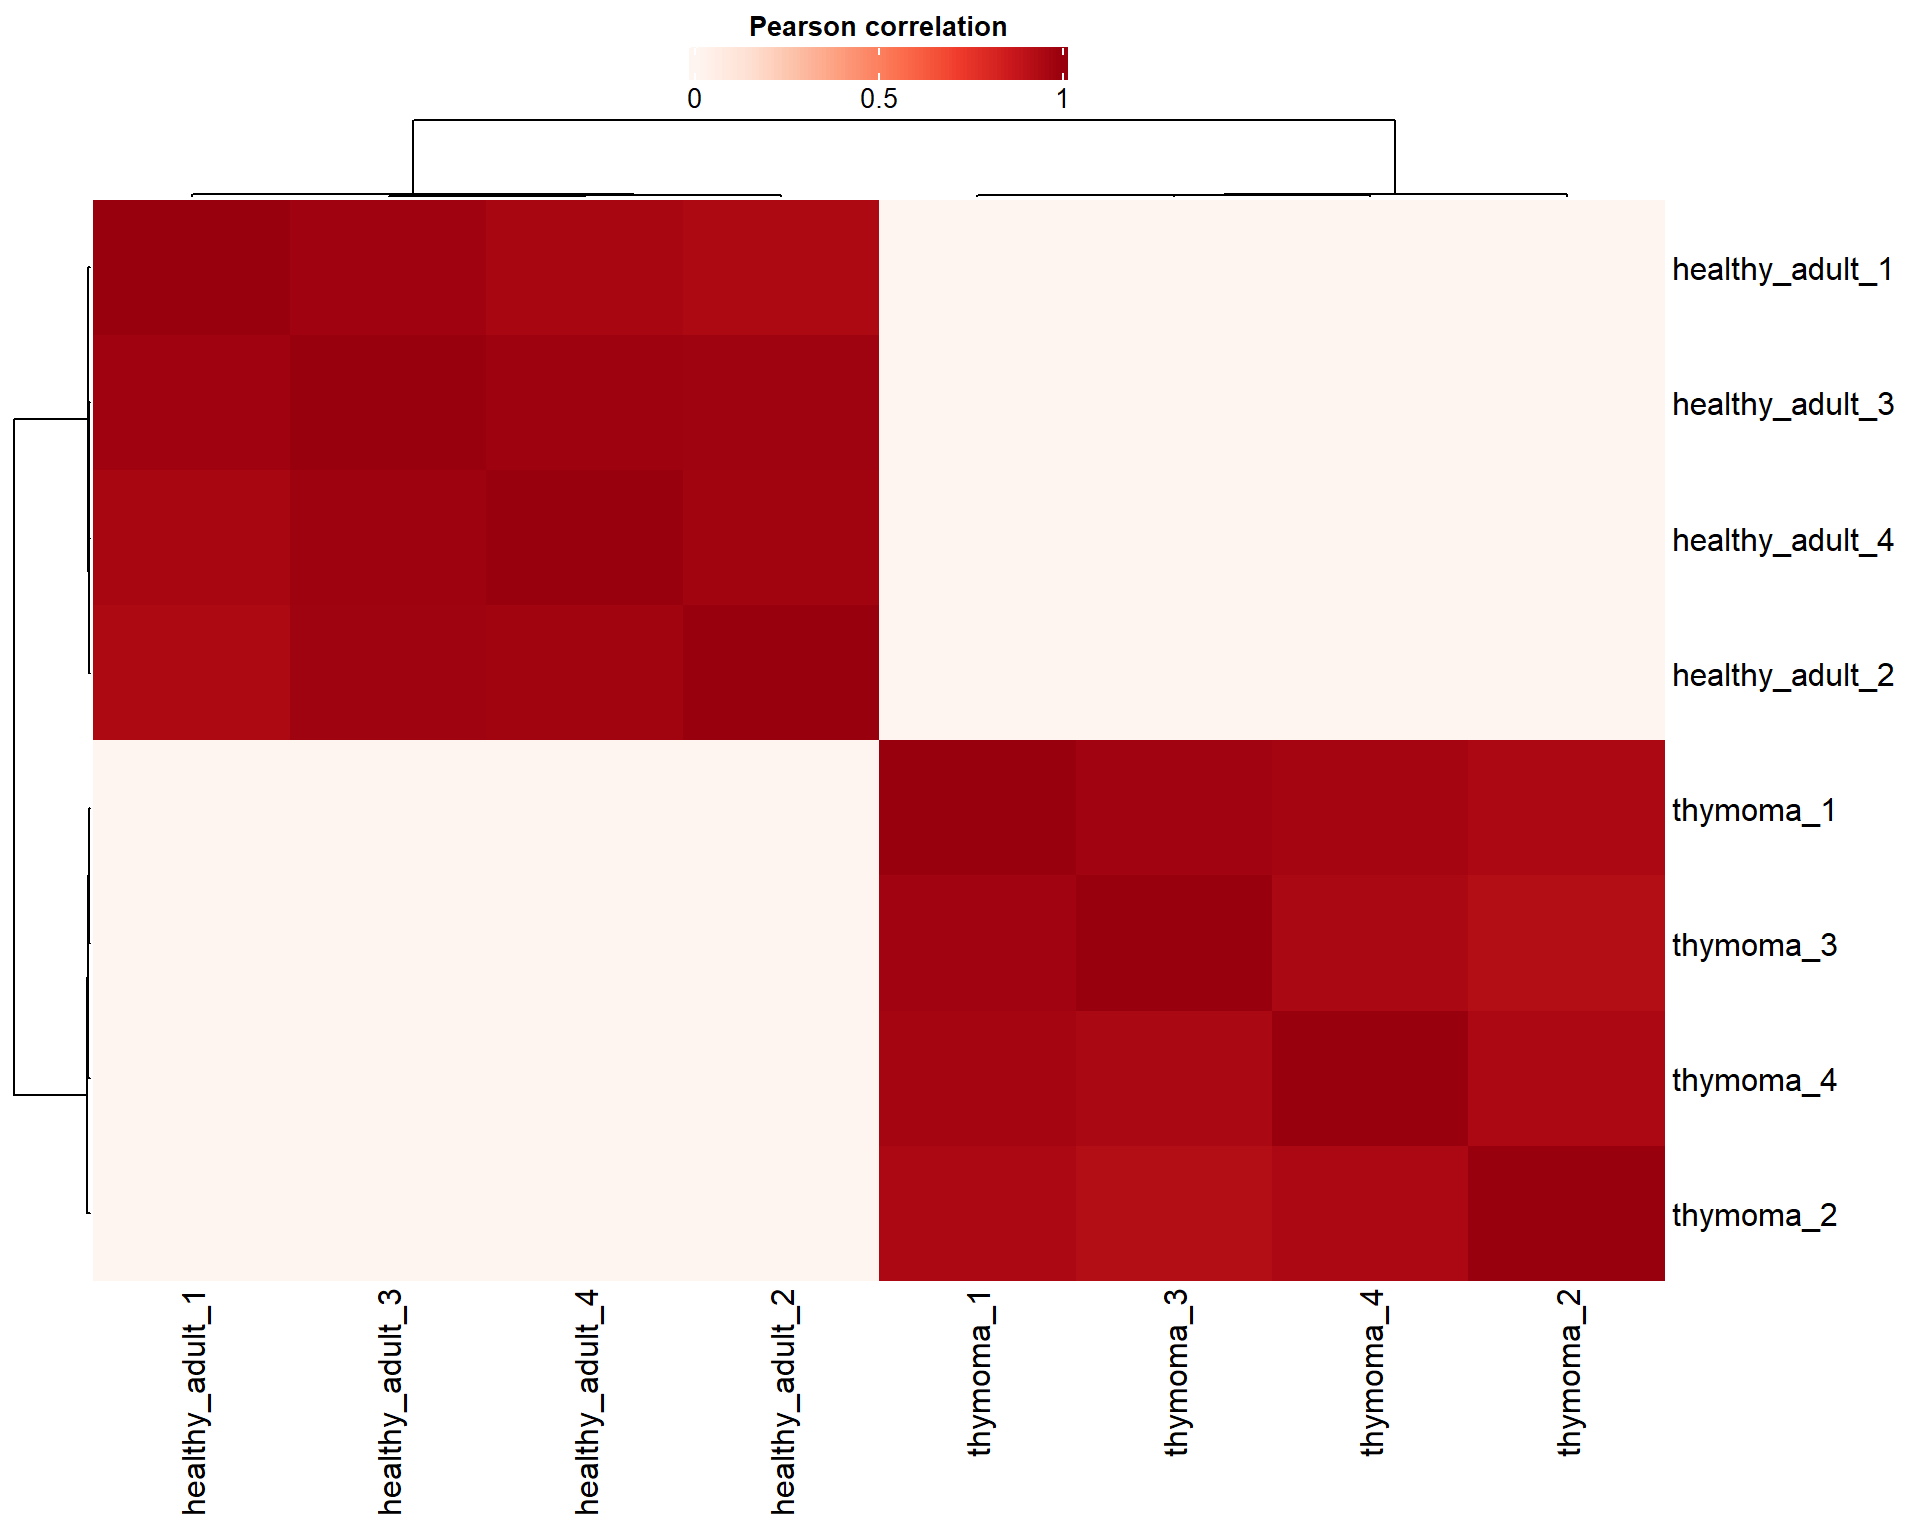 Pearson correlation
0 0.5 1
healthy_adult_1
healthy_adult_3
healthy_adult_4
healthy_adult_2
thymoma_1
thymoma_3
thymoma_4
thymoma_2
healthy_adult_1
healthy_adult_3
healthy_adult_4
healthy_adult_2
thymoma_1
thymoma_3
thymoma_4
thymoma_2